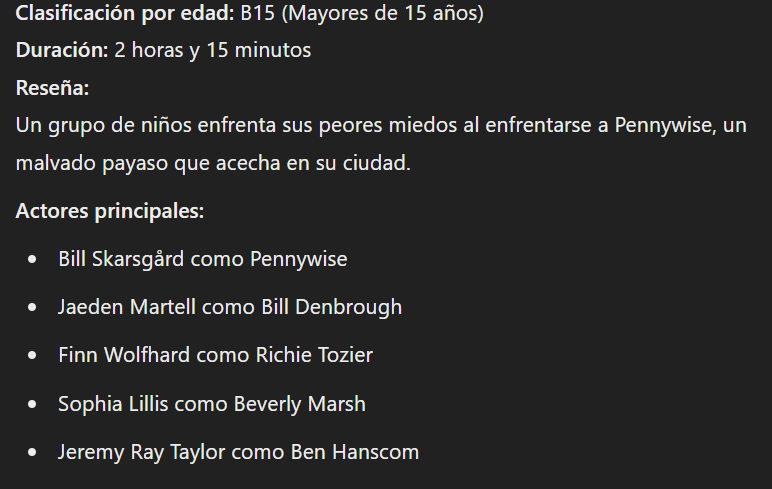 Clasificación por edad: B15 (Mayores de 15 años)
Duración: 2 horas y 15 minutos
Reseña:
Un grupo de niños enfrenta sus peores miedos al enfrentarse a Pennywise, un
malvado payaso que acecha en su ciudad.
Actores principales:
• Bill Skarsgård como Pennywise
• Jaeden Martell como Bill Denbrough
• Finn Wolfhard como Richie Tozier
• Sophia Lillis como Beverly Marsh
• Jeremy Ray Taylor como Ben Hanscom